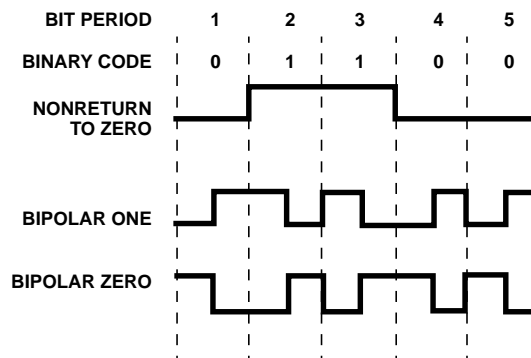 BIT PERIOD 1 2 3 4 5
BINARY CODE 0 1 1 0 0
NONRETURN
TO ZERO
BIPOLAR ONE
BIPOLAR ZERO